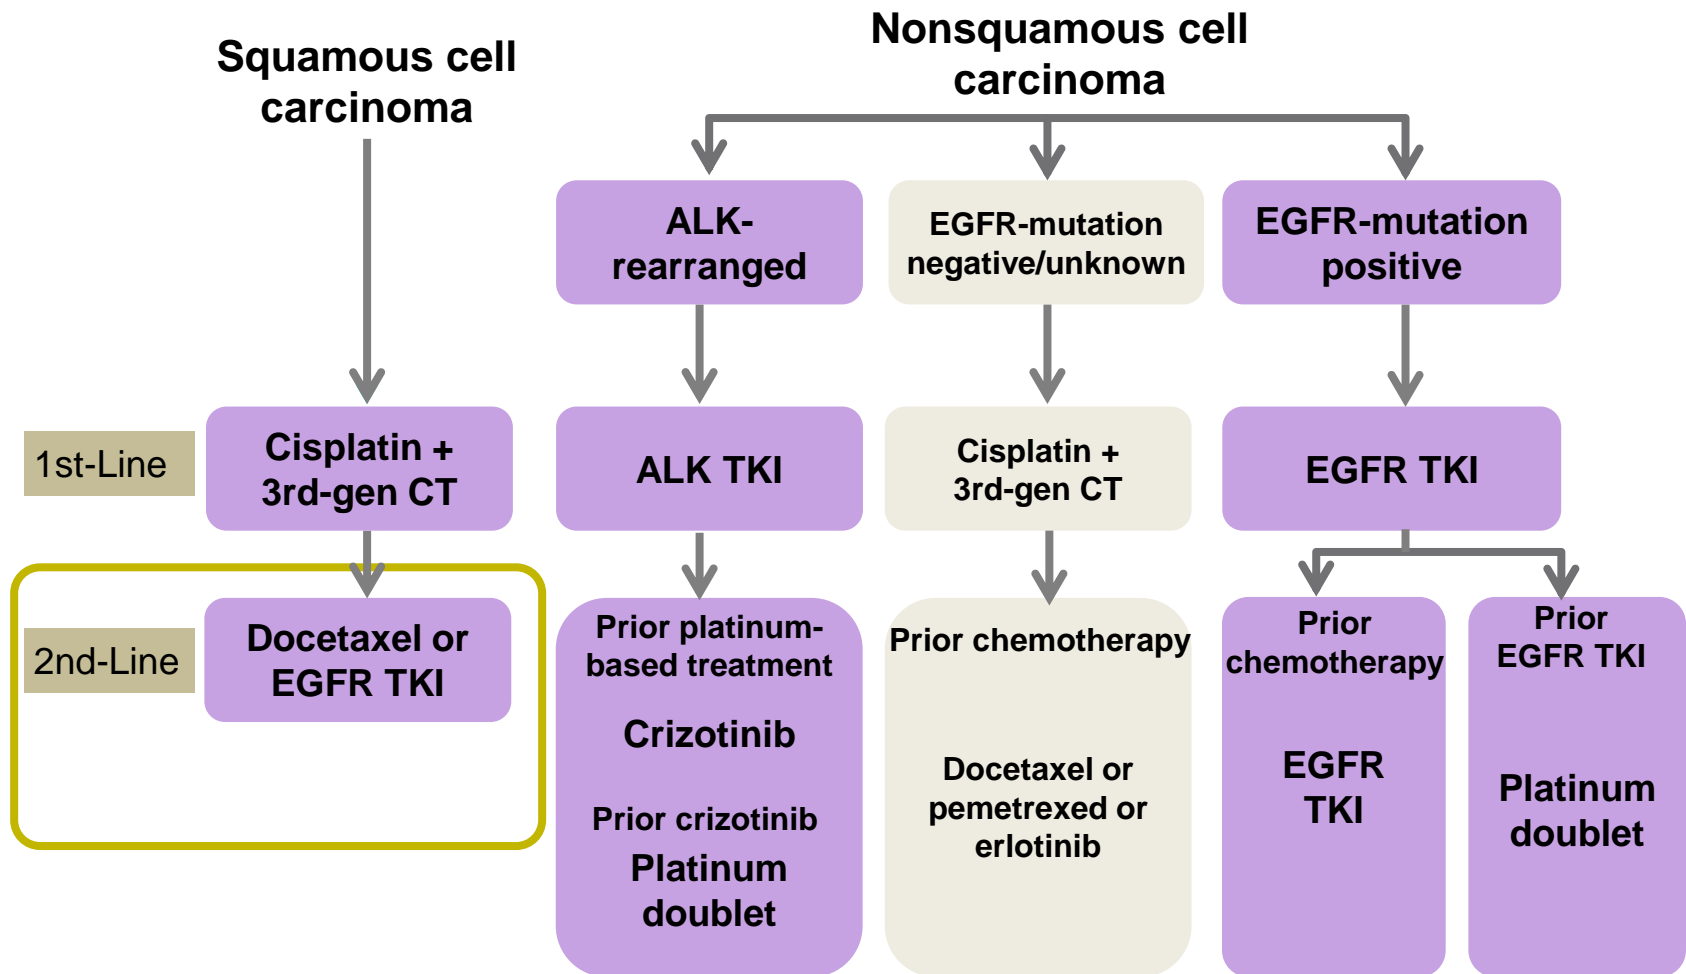 Squamous cell
carcinoma
Nonsquamous cell
carcinoma
ALK-
rearranged
EGFR-mutation
negative/unknown
EGFR-mutation
positive
1st-Line
Cisplatin +
3rd-gen CT
ALK TKI
Cisplatin +
3rd-gen CT
EGFR TKI
2nd-Line
Docetaxel or
EGFR TKI
Prior platinum-
based treatment
Crizotinib
Prior crizotinib
Platinum
doublet
Prior chemotherapy
Docetaxel or
pemetrexed or
erlotinib
Prior
chemotherapy
EGFR
TKI
Prior
EGFR TKI
Platinum
doublet